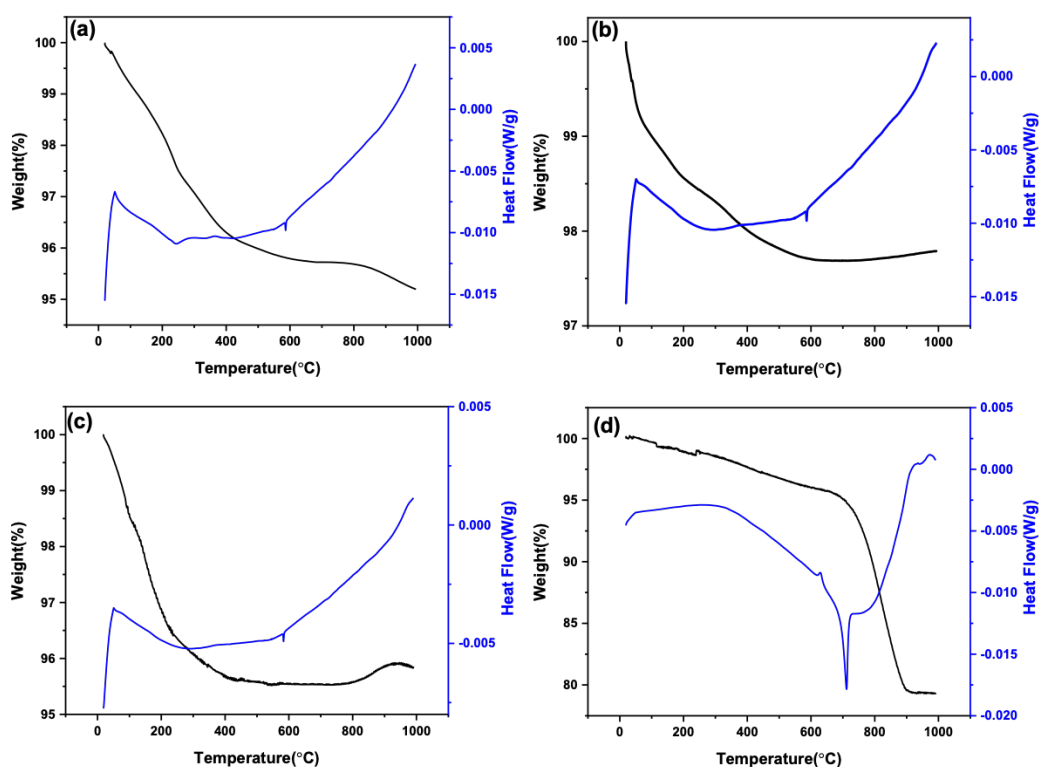 (a)
100
99
98
97
96
95
Weight(%)
0.005
0.000
-0.005
-0.010
-0.015
Heat Flow(W/g)
0 200 400 600 800 1000
Temperature(°C)
(b)
100
99
98
97
Weight(%)
0.000
-0.005
-0.010
-0.015
Heat Flow(W/g)
0 200 400 600 800 1000
Temperature(°C)
(c)
100
99
98
97
96
95
Weight(%)
0.005
0.000
-0.005
Heat Flow(W/g)
0 200 400 600 800 1000
Temperature(°C)
(d)
100
95
90
85
80
Weight(%)
0.005
0.000
-0.005
-0.010
-0.015
-0.020
Heat Flow(W/g)
0 200 400 600 800 1000
Temperature(°C)